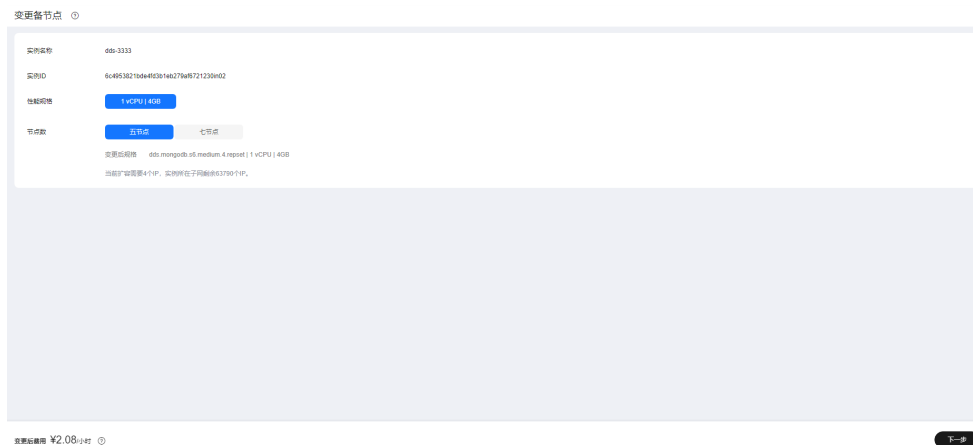 变更备节点
实例名称 dds-3333
实例ID 6c4953821bde4fd3b1eb279af6721230in02
性能规格 1 vCPU | 4GB
节点数 五节点 七节点
变更后规格 dds.mongodb.s6.medium.4.repset | 1 vCPU | 4GB
当前扩容需要4个IP，实例所在子网剩余63790个IP。
变更后费用 ¥2.08/小时 下一步